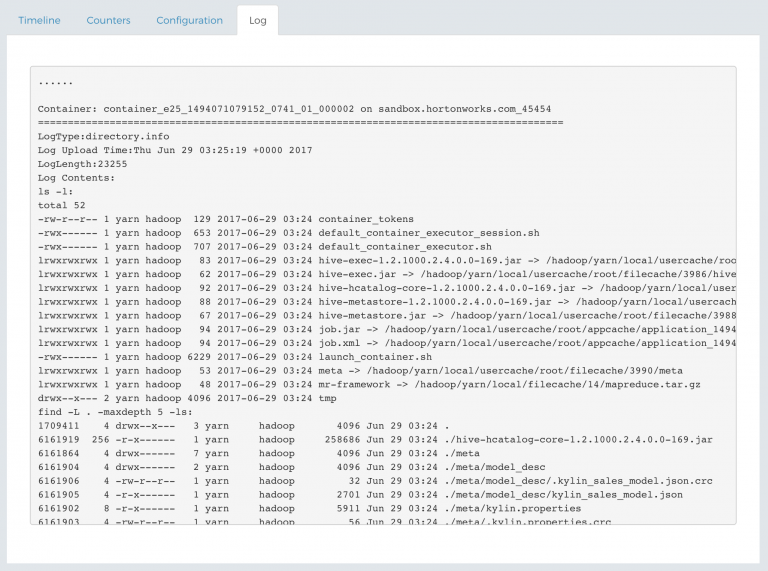 Timeline Counters Configuration Log
......
Container: container_e25_1494071079152_0741_01_000002 on sandbox.hortonworks.com_45454
=========================================================================================
LogType:directory.info
Log Upload Time:Thu Jun 29 03:25:19 +0000 2017
LogLength:23255
Log Contents:
ls -l:
total 52
-rw-r--r-- 1 yarn hadoop  129 2017-06-29 03:24 container_tokens
-rwx------ 1 yarn hadoop  653 2017-06-29 03:24 default_container_executor_session.sh
-rwx------ 1 yarn hadoop  707 2017-06-29 03:24 default_container_executor.sh
lrwxrwxrwx 1 yarn hadoop   83 2017-06-29 03:24 hive-exec-1.2.1000.2.4.0.0-169.jar -> /hadoop/yarn/local/usercache/roo
lrwxrwxrwx 1 yarn hadoop   62 2017-06-29 03:24 hive-exec.jar -> /hadoop/yarn/local/usercache/root/filecache/3986/hive
lrwxrwxrwx 1 yarn hadoop   92 2017-06-29 03:24 hive-hcatalog-core-1.2.1000.2.4.0.0-169.jar -> /hadoop/yarn/local/user
lrwxrwxrwx 1 yarn hadoop   88 2017-06-29 03:24 hive-metastore-1.2.1000.2.4.0.0-169.jar -> /hadoop/yarn/local/usercach
lrwxrwxrwx 1 yarn hadoop   67 2017-06-29 03:24 hive-metastore.jar -> /hadoop/yarn/local/usercache/root/filecache/3988
lrwxrwxrwx 1 yarn hadoop   94 2017-06-29 03:24 job.jar -> /hadoop/yarn/local/usercache/root/appcache/application_1494
lrwxrwxrwx 1 yarn hadoop   94 2017-06-29 03:24 job.xml -> /hadoop/yarn/local/usercache/root/appcache/application_1494
-rwx------ 1 yarn hadoop 6229 2017-06-29 03:24 launch_container.sh
lrwxrwxrwx 1 yarn hadoop   53 2017-06-29 03:24 meta -> /hadoop/yarn/local/usercache/root/filecache/3990/meta
lrwxrwxrwx 1 yarn hadoop   48 2017-06-29 03:24 mr-framework -> /hadoop/yarn/local/filecache/14/mapreduce.tar.gz
drwx--x--- 2 yarn hadoop 4096 2017-06-29 03:24 tmp
find -L . -maxdepth 5 -ls:
1709411    4 drwx--x---   3 yarn     hadoop       4096 Jun 29 03:24 .
6161919  256 -r-x------   1 yarn     hadoop     258686 Jun 29 03:24 ./hive-hcatalog-core-1.2.1000.2.4.0.0-169.jar
6161864    4 drwx------   7 yarn     hadoop       4096 Jun 29 03:24 ./meta
6161904    4 drwx------   2 yarn     hadoop       4096 Jun 29 03:24 ./meta/model_desc
6161906    4 -rw-r--r--   1 yarn     hadoop         32 Jun 29 03:24 ./meta/model_desc/.kylin_sales_model.json.crc
6161905    4 -r-x------   1 yarn     hadoop       2701 Jun 29 03:24 ./meta/model_desc/kylin_sales_model.json
6161902    8 -r-x------   1 yarn     hadoop       5911 Jun 29 03:24 ./meta/kylin.properties
6161903    4 -rw-r--r--   1 yarn     hadoop         56 Jun 29 03:24 ./meta/.kylin.properties.crc